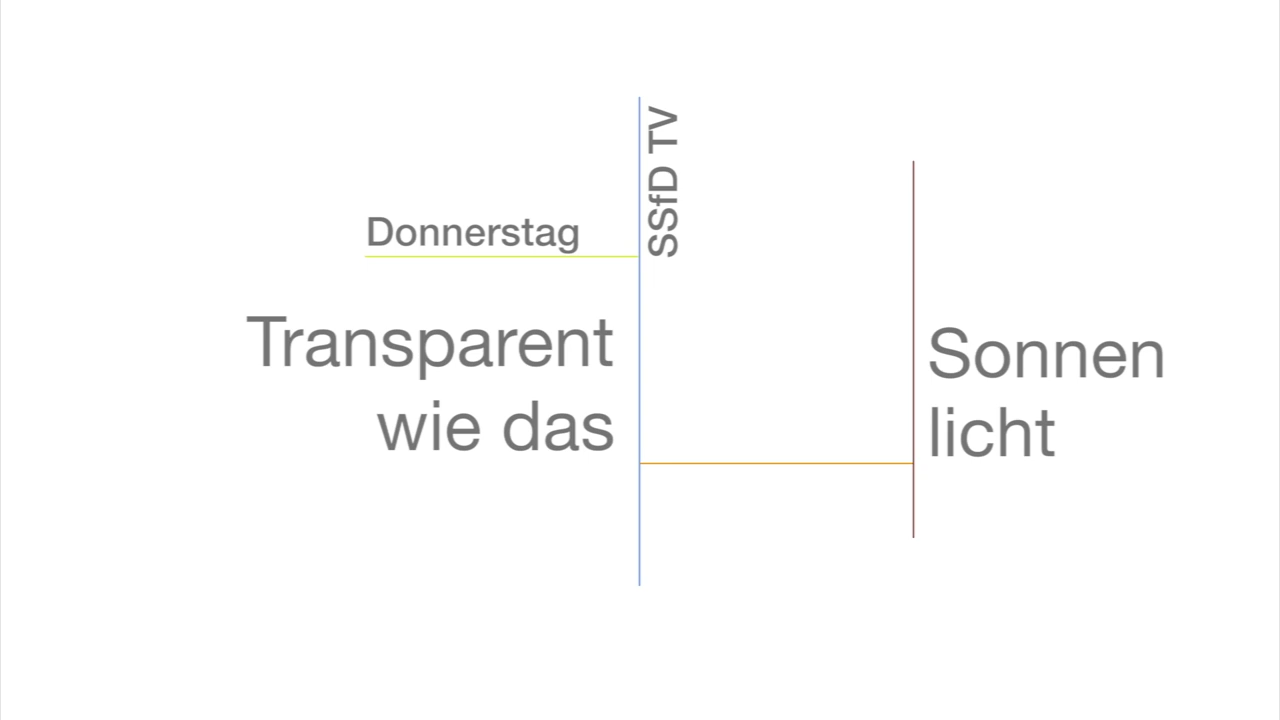 SSfD TV
Donnerstag
Transparent
wie das
Sonnen
licht